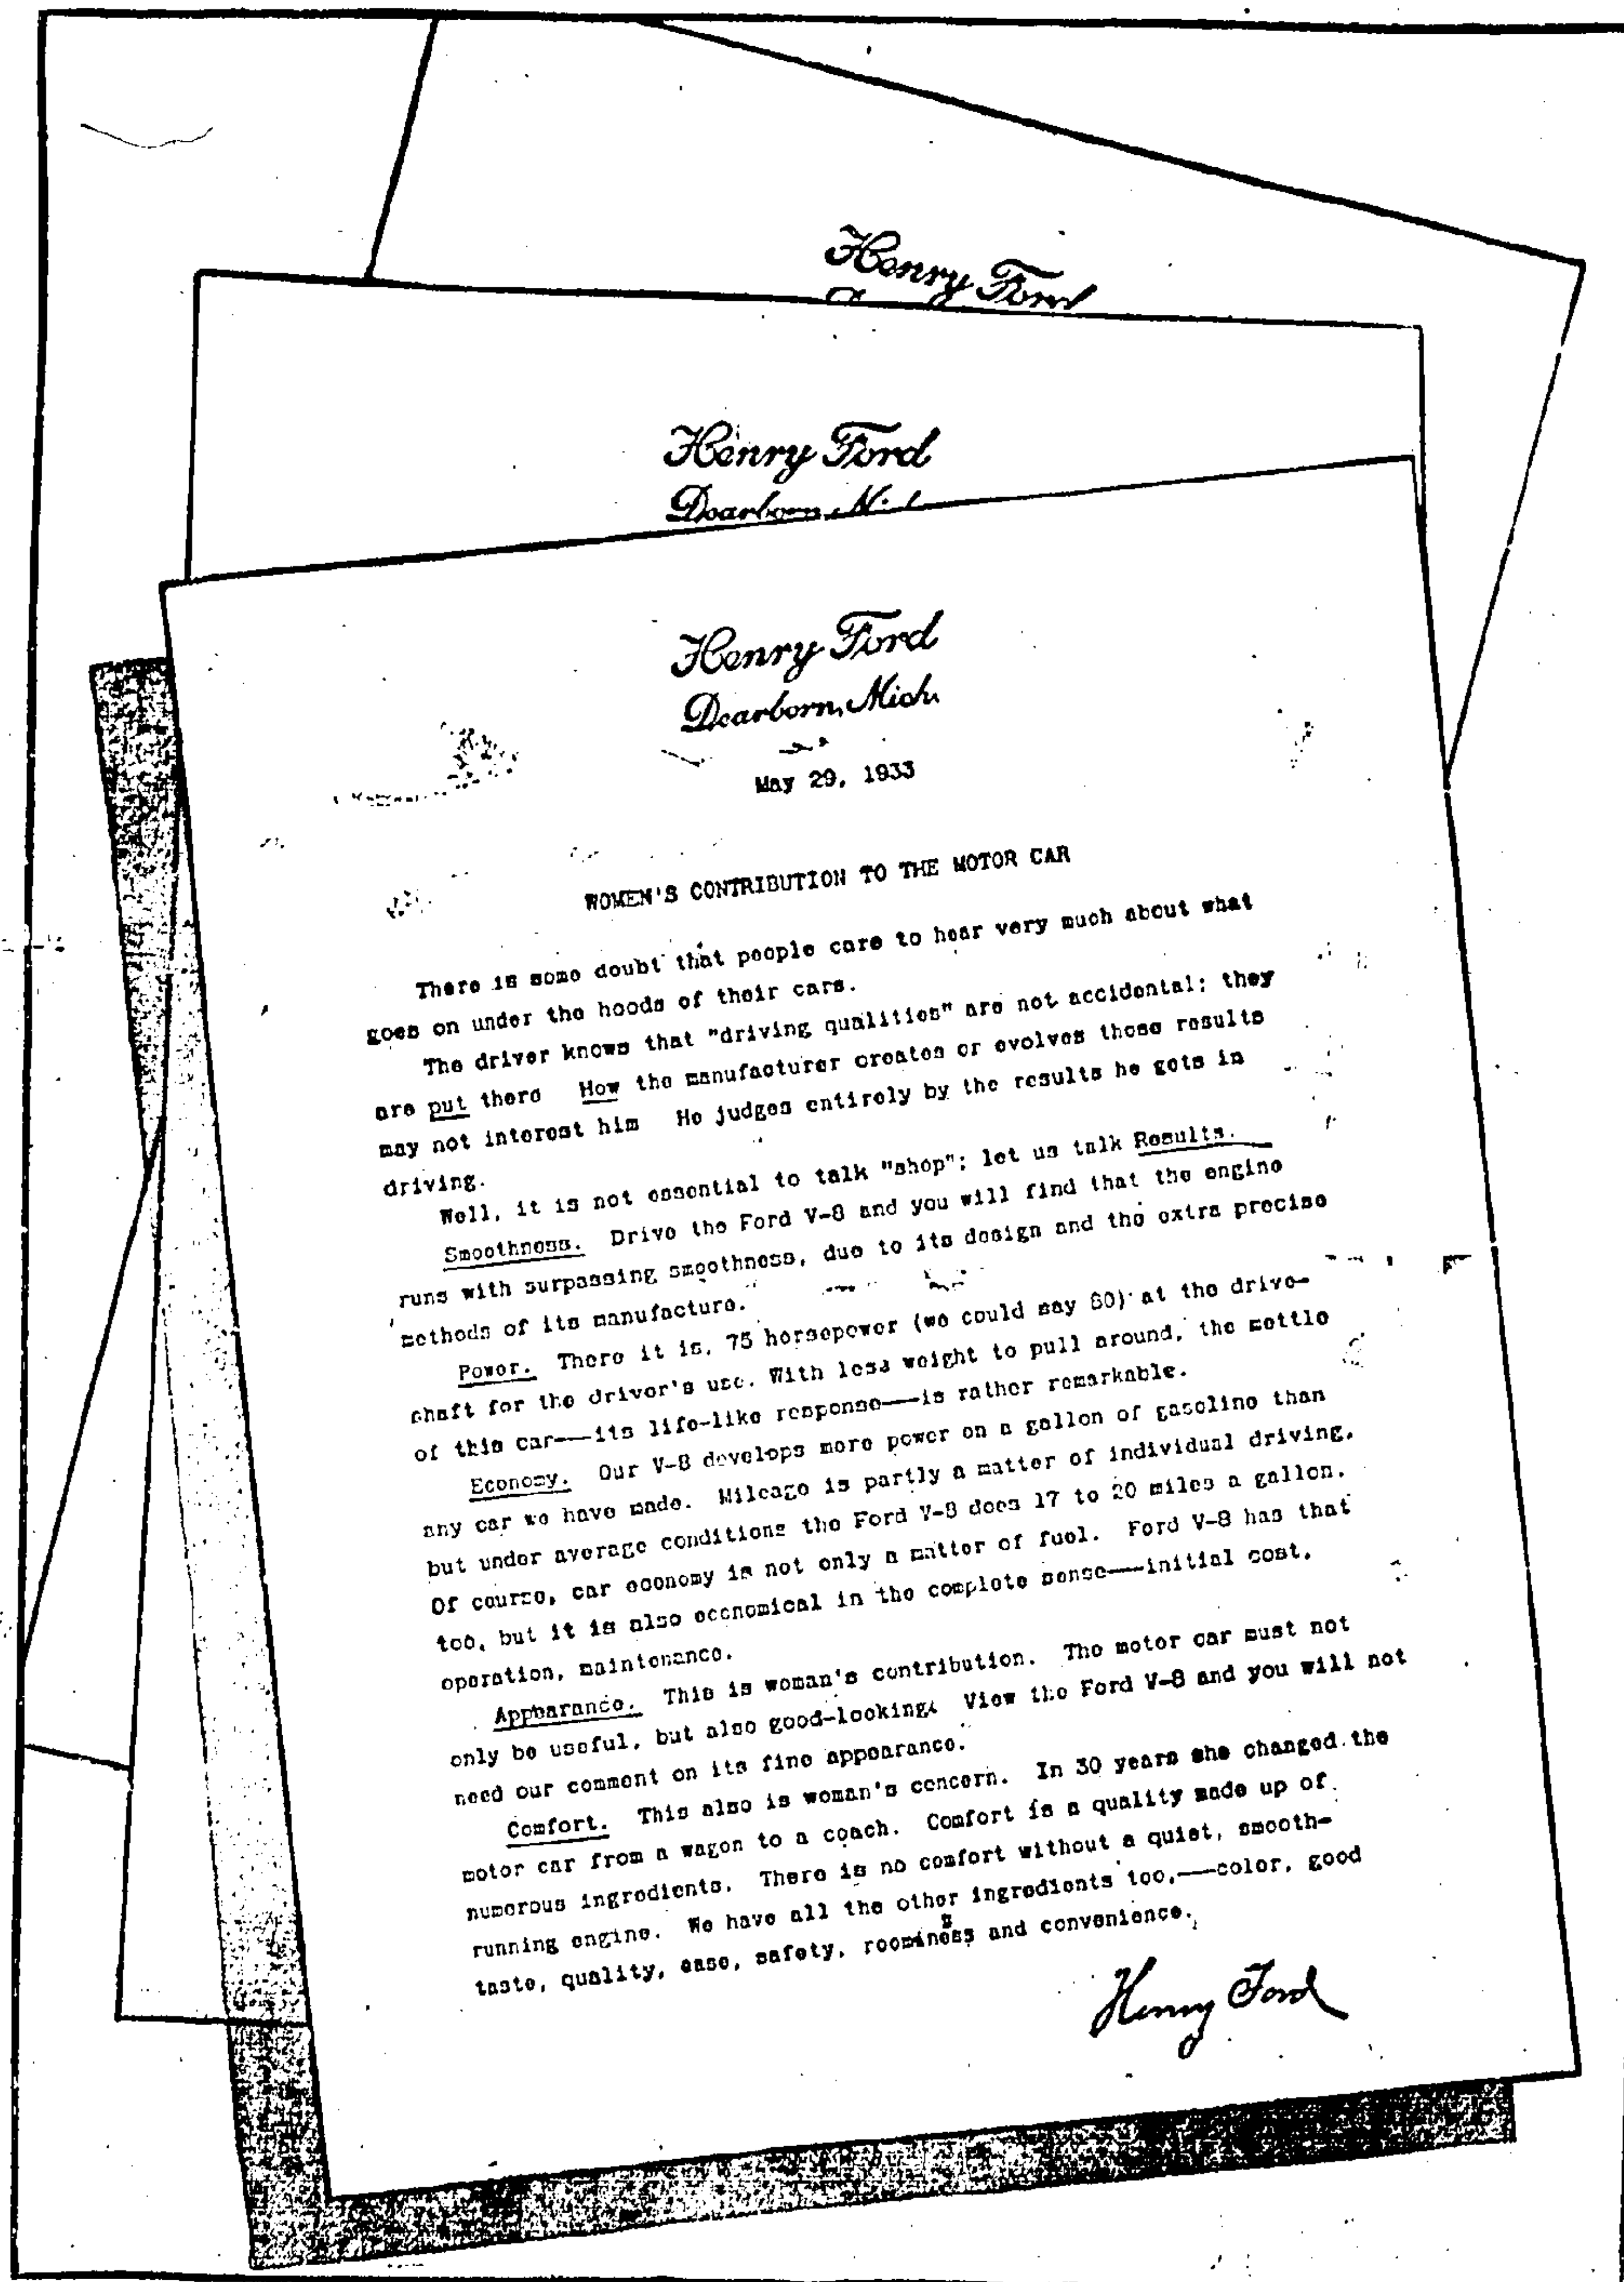 Henry Ford
Henry Ford
Dearborn,
Henry Ford
Dearborn, Mich.
May 29, 1933
WOMEN'S CONTRIBUTION TO THE MOTOR CAR
There is some doubt that people care to hear very much about what
goes on under the hoods of their cars.
The driver knows that "driving qualities" are not accidental; they
are put there How the manufacturer creates or evolves those results
may not interest him He judges entirely by the results he gets in
driving.
Well, it is not essential to talk "shop"; let us talk Results.
Smoothness. Drive the Ford V-8 and you will find that the engine
runs with surpassing smoothness, due to its design and the extra precise
methods of its manufacture.
Power. There it is, 75 horsepower (we could say 80) at the drive-
shaft for the driver's use. With less weight to pull around, the mettle
of this car——its life-like response——is rather remarkable.
Economy. Our V-8 develops more power on a gallon of gasoline than
any car we have made. Mileage is partly a matter of individual driving,
but under average conditions the Ford V-8 does 17 to 20 miles a gallon.
Of course, car economy is not only a matter of fuel. Ford V-8 has that
too, but it is also economical in the complete sense——initial cost,
operation, maintenance.
Appearance. This is woman's contribution. The motor car must not
only be useful, but also good-looking. View the Ford V-8 and you will not
need our comment on its fine appearance.
Comfort. This also is woman's concern. In 30 years she changed the
motor car from a wagon to a coach. Comfort is a quality made up of
numerous ingredients. There is no comfort without a quiet, smooth-
running engine. We have all the other ingredients too,——color, good
taste, quality, ease, safety, roominess and convenience.
Henry Ford